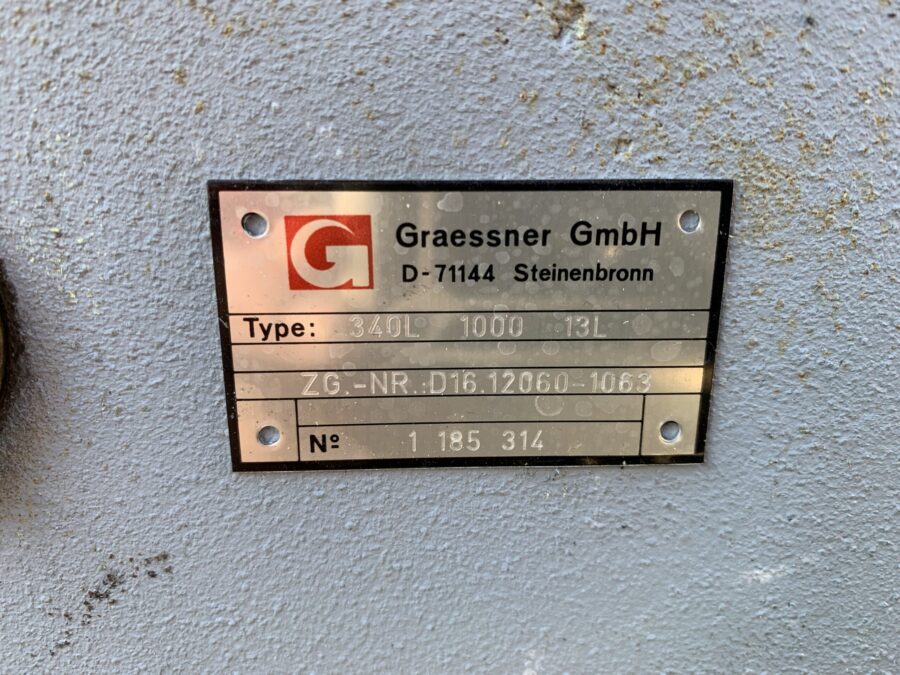 G
Graessner GmbH
D-71144 Steinenbronn
Type: 340L 1000 13L
ZG.-NR.:D16.12060-1063
Nº 1 185 314